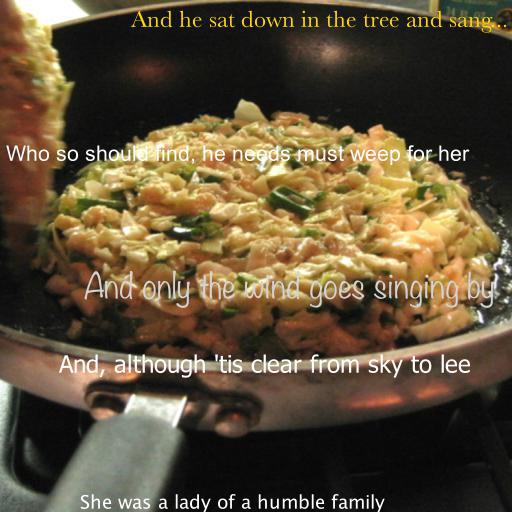 And he sat down in the tree and sang...
Who so should find, he needs must weep for her
And only the wind goes singing by
And, although 'tis clear from sky to lee
She was a lady of a humble family